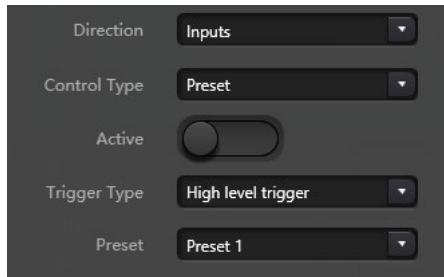 Direction Inputs
Control Type Preset
Active
Trigger Type High level trigger
Preset Preset 1